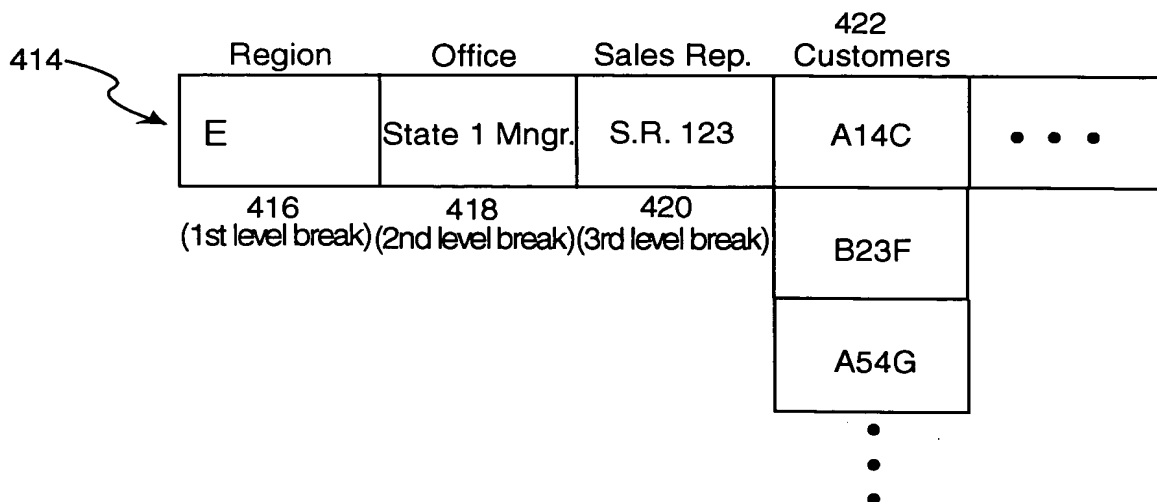 422
414 Region Office Sales Rep. Customers
E State 1 Mngr. S.R. 123 A14C • • •
416 418 420
(1st level break) (2nd level break) (3rd level break)
B23F
A54G